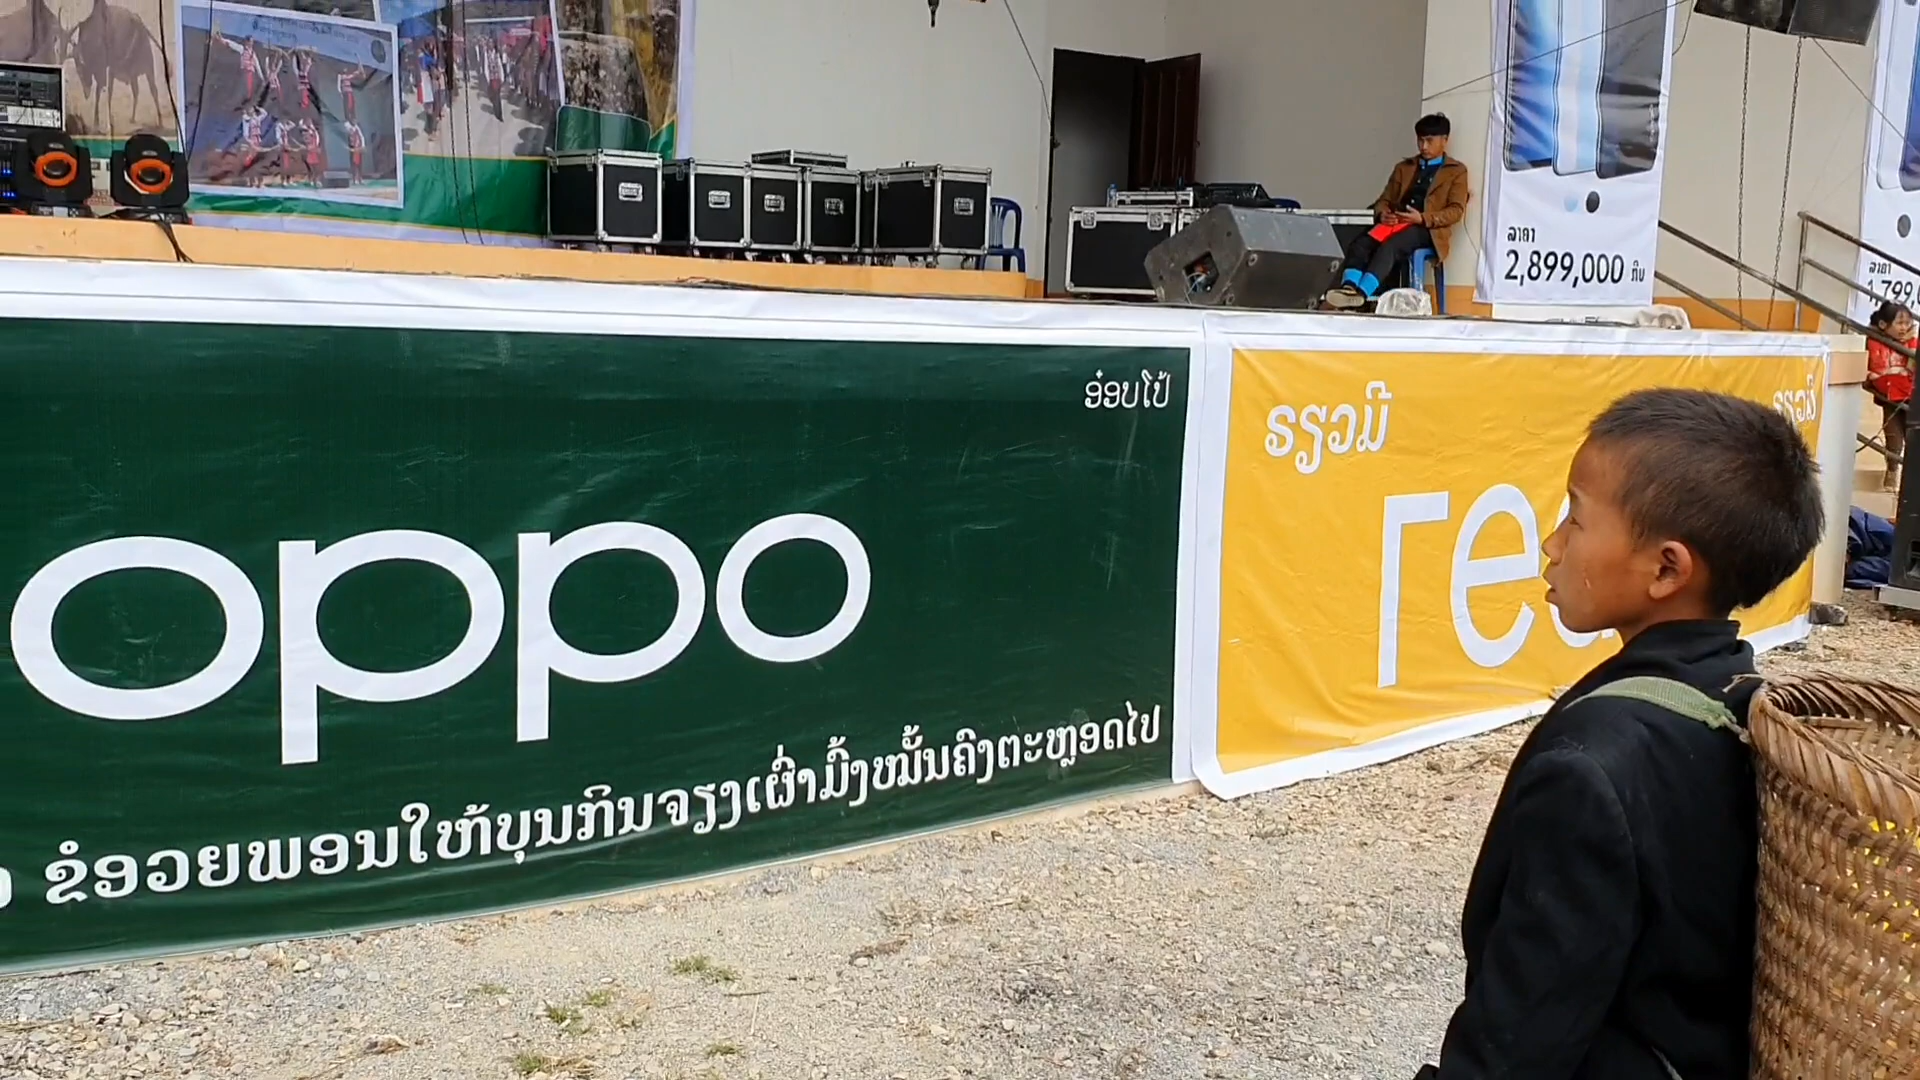 ລາຄາ
2,899,000 ກີບ
ລາຄາ
1,799,
ອ໋ອບໂປ້
oppo
ຂໍອວຍພອນໃຫ້ບຸນກິນຈຽງເຜົ່າມົ້ງໝັ້ນຄົງຕະຫຼອດໄປ
ຣຽວມີ
ຣຽວມີ
rea